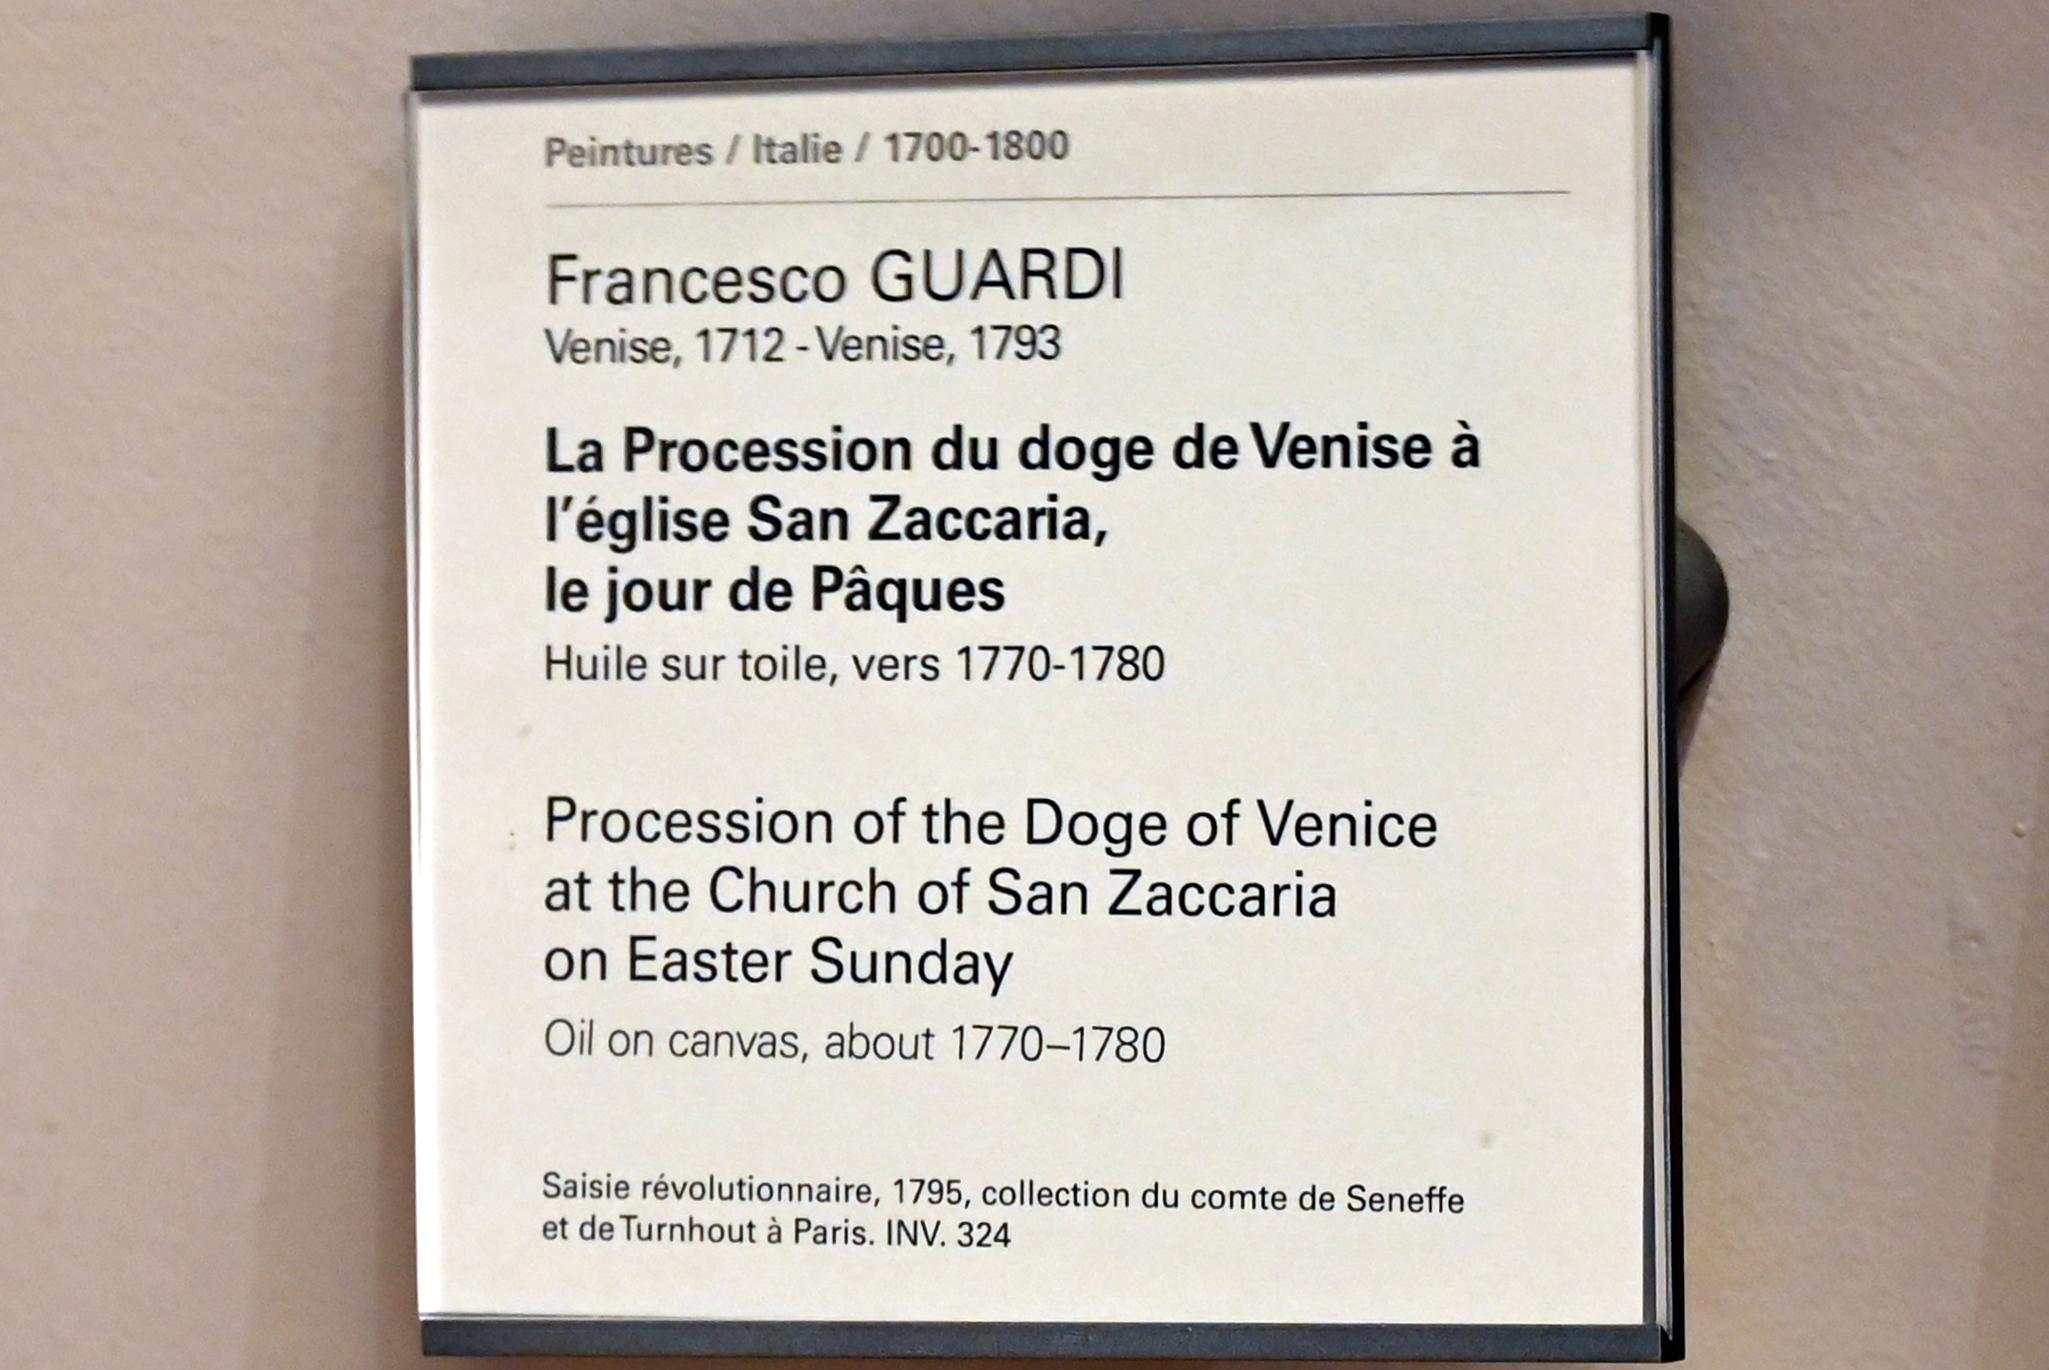 Peintures / Italie / 1700-1800
Francesco GUARDI
Venise, 1712 - Venise, 1793
La Procession du doge de Venise à
l'église San Zaccaria,
le jour de Pâques
Huile sur toile, vers 1770-1780
Procession of the Doge of Venice
at the Church of San Zaccaria
on Easter Sunday
Oil on canvas, about 1770–1780
Saisie révolutionnaire, 1795, collection du comte de Seneffe
et de Turnhout à Paris. INV. 324